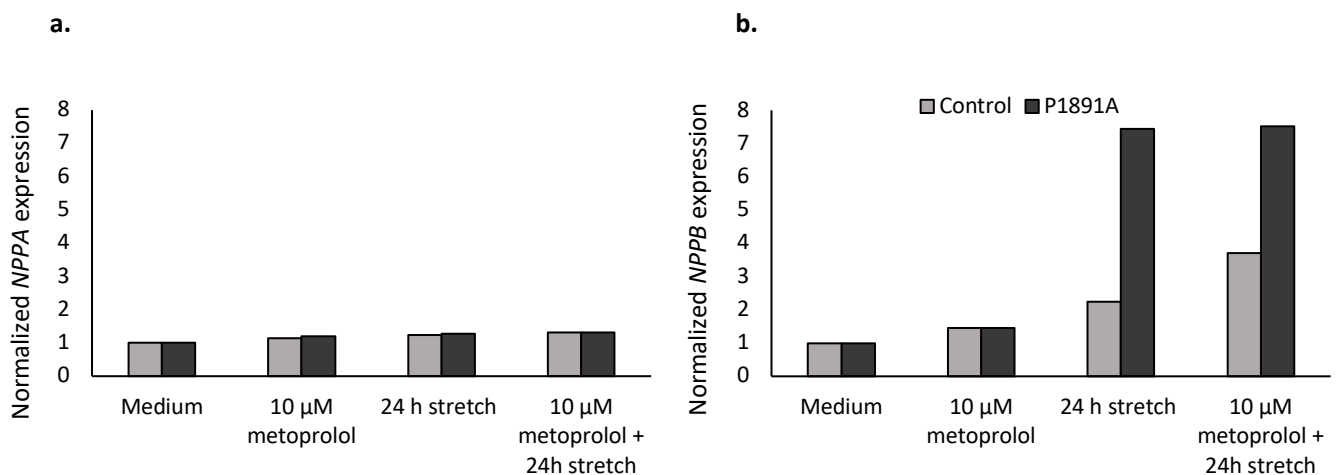 a.
Normalized NPPA expression
8
7
6
5
4
3
2
1
0
Medium
10 µM
metoprolol
24 h stretch
10 µM
metoprolol +
24h stretch
b.
Control P1891A
Normalized NPPB expression
8
7
6
5
4
3
2
1
0
Medium
10 µM
metoprolol
24 h stretch
10 µM
metoprolol +
24h stretch